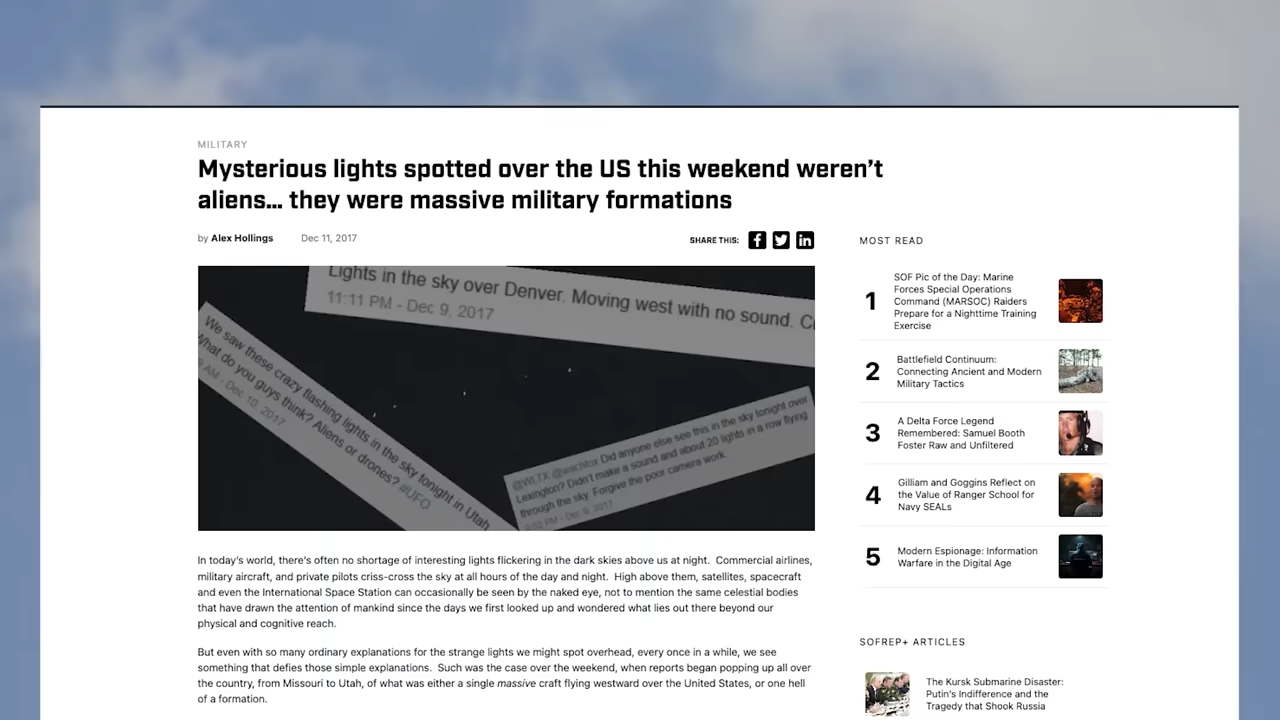 MILITARY
Mysterious lights spotted over the US this weekend weren't
aliens... they were massive military formations
by Alex Hollings Dec 11, 2017
SHARE THIS:
Lights in the sky over Denver. Moving west with no sound.
11:11 PM - Dec 9, 2017
We saw these crazy flashing lights in the sky tonight in Utah
What do you guys think? Aliens or drones? #UFO
AM - Dec 10, 2017
@WLTX @wachfox Did anyone else see this in the sky tonight over
Lexington? Didn't make a sound and about 20 lights in a row flying
through the sky Forgive the poor camera work.
PM - Dec 9, 2017
In today's world, there's often no shortage of interesting lights flickering in the dark skies above us at night. Commercial airlines,
military aircraft, and private pilots criss-cross the sky at all hours of the day and night. High above them, satellites, spacecraft
and even the International Space Station can occasionally be seen by the naked eye, not to mention the same celestial bodies
that have drawn the attention of mankind since the days we first looked up and wondered what lies out there beyond our
physical and cognitive reach.
But even with so many ordinary explanations for the strange lights we might spot overhead, every once in a while, we see
something that defies those simple explanations. Such was the case over the weekend, when reports began popping up all over
the country, from Missouri to Utah, of what was either a single massive craft flying westward over the United States, or one hell
of a formation.
MOST READ
1
SOF Pic of the Day: Marine
Forces Special Operations
Command (MARSOC) Raiders
Prepare for a Nighttime Training
Exercise
2
Battlefield Continuum:
Connecting Ancient and Modern
Military Tactics
3
A Delta Force Legend
Remembered: Samuel Booth
Foster Raw and Unfiltered
4
Gilliam and Goggins Reflect on
the Value of Ranger School for
Navy SEALs
5
Modern Espionage: Information
Warfare in the Digital Age
SOFREP+ ARTICLES
The Kursk Submarine Disaster:
Putin's Indifference and the
Tragedy that Shook Russia